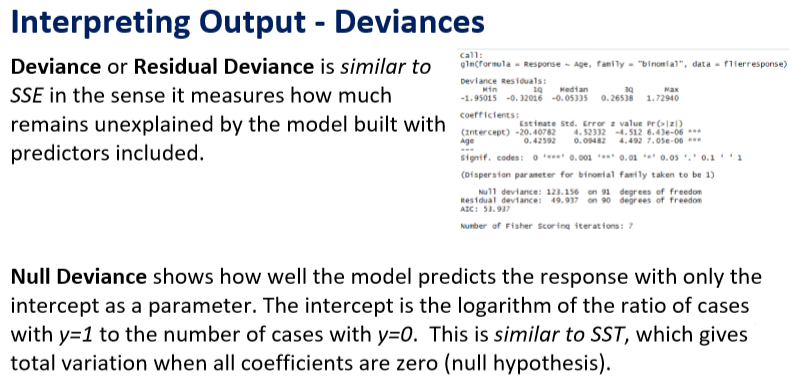 Interpreting Output - Deviances
Deviance or Residual Deviance is similar to
SSE in the sense it measures how much
remains unexplained by the model built with
predictors included.
Call:
glm(formula = Response ~ Age, family = "binomial", data = flierresponse)
Deviance Residuals:
Min 1Q Median 3Q Max
-1.95015 -0.32016 -0.05335 0.26538 1.72940
Coefficients:
Estimate Std. Error z value Pr(>|z|)
(Intercept) -20.40782 4.52332 -4.512 6.43e-06 ***
Age 0.42592 0.09482 4.492 7.05e-06 ***
---
Signif. codes: 0 '***' 0.001 '**' 0.01 '*' 0.05 '.' 0.1 ' ' 1
(Dispersion parameter for binomial family taken to be 1)
Null deviance: 123.156 on 91 degrees of freedom
Residual deviance: 49.937 on 90 degrees of freedom
AIC: 53.937
Number of Fisher Scoring iterations: 7
Null Deviance shows how well the model predicts the response with only the
intercept as a parameter. The intercept is the logarithm of the ratio of cases
with y=1 to the number of cases with y=0. This is similar to SST, which gives
total variation when all coefficients are zero (null hypothesis).